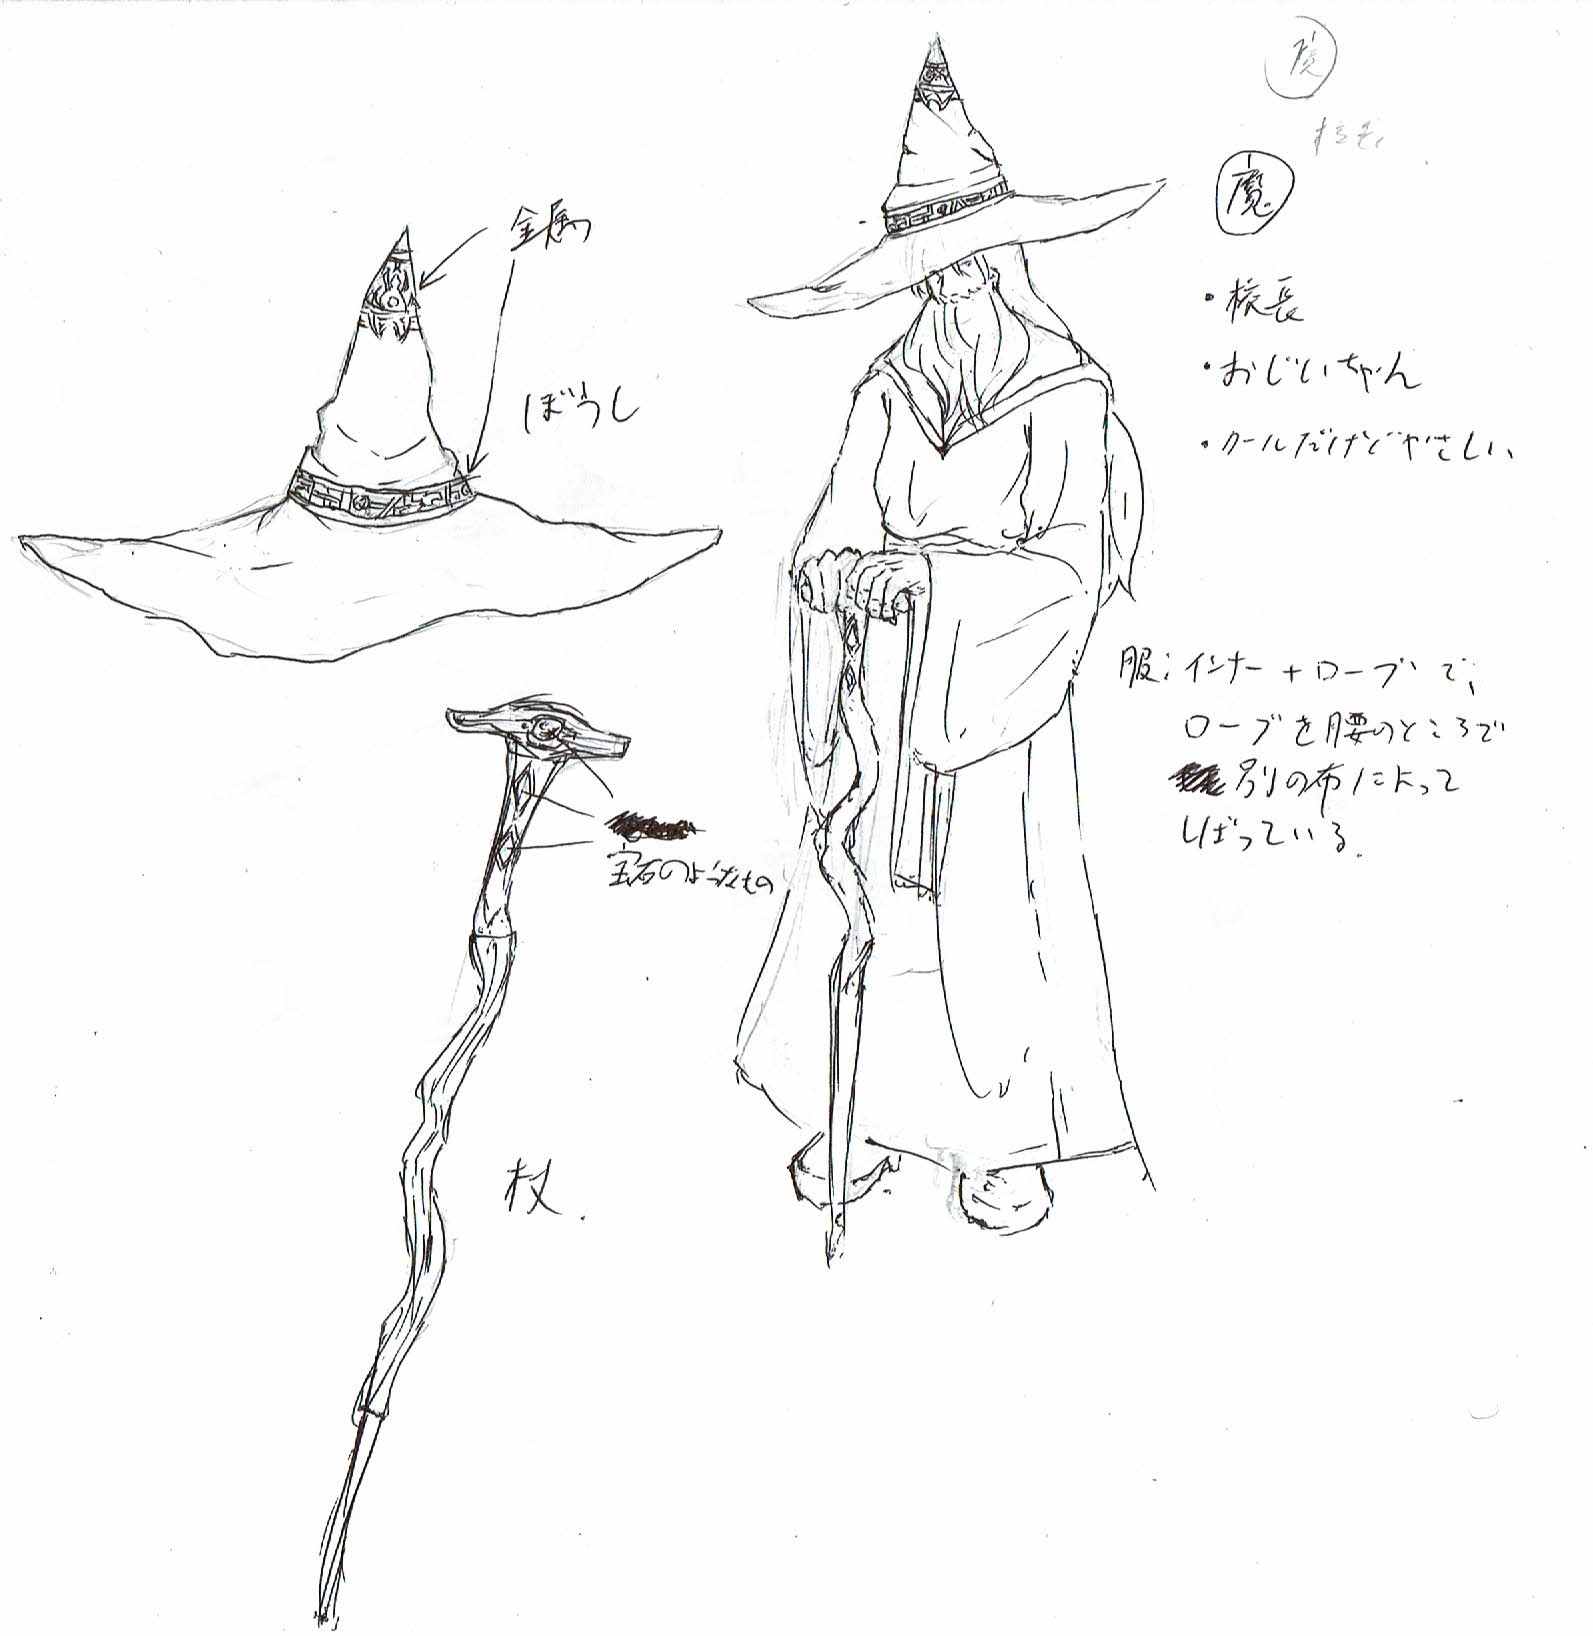 魔
魔
・校長
・おじいちゃん
・クールだけどやさしい
金属
ぼうし
服:インナー+ローブで、
ローブを腰のところで
別の布によって
しばっている。
宝石のようなもの
杖.